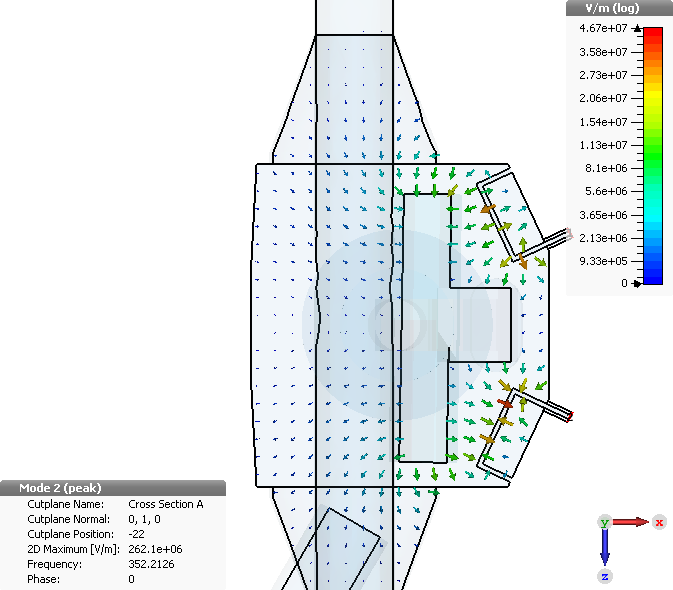 V/m (log)
4.67e+07
3.58e+07
2.73e+07
2.06e+07
1.54e+07
1.13e+07
8.1e+06
5.6e+06
3.65e+06
2.13e+06
9.33e+05
0
Mode 2 (peak)
Cutplane Name: Cross Section A
Cutplane Normal: 0, 1, 0
Cutplane Position: -22
2D Maximum [V/m]: 262.1e+06
Frequency: 352.2126
Phase: 0
y x
z